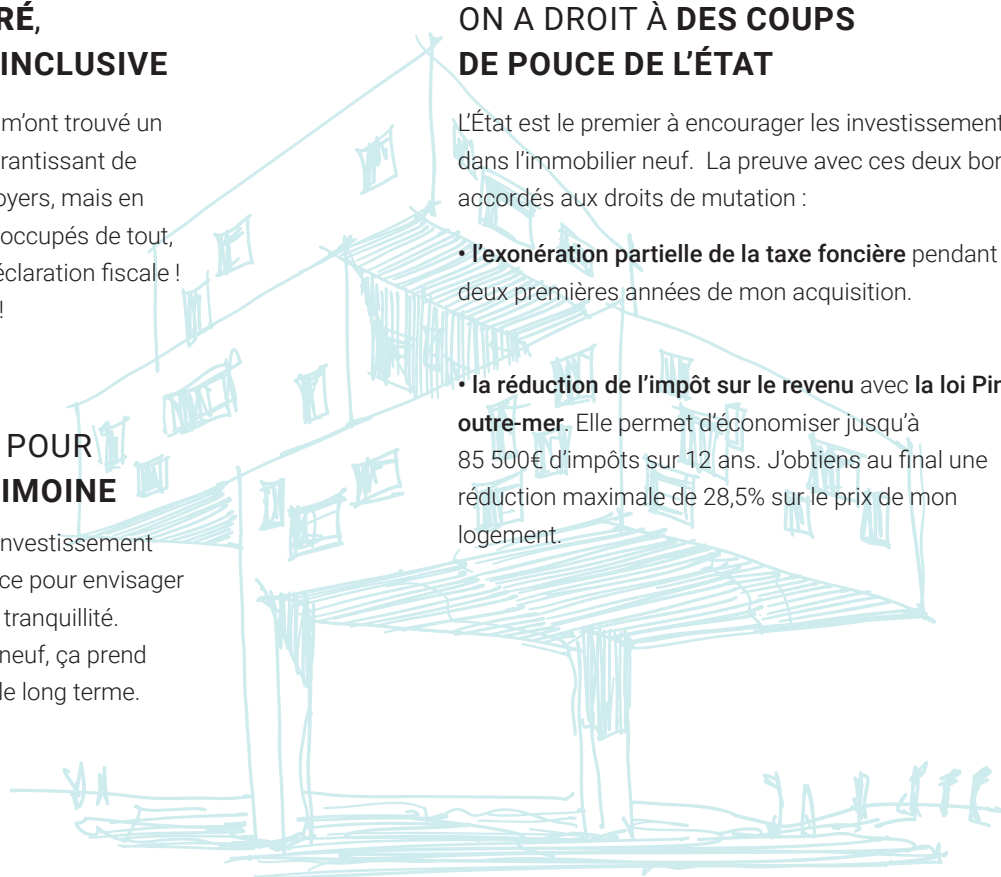 RÉ,
INCLUSIVE
m'ont trouvé un
rantissant de
oyers, mais en
occupés de tout,
éclaration fiscale !
!
POUR
IMOINE
nvestissement
ce pour envisager
tranquillité.
neuf, ça prend
le long terme.
ON A DROIT À DES COUPS
DE POUCE DE L'ÉTAT
L'État est le premier à encourager les investissement
dans l'immobilier neuf. La preuve avec ces deux bon
accordés aux droits de mutation :
• l'exonération partielle de la taxe foncière pendant
deux premières années de mon acquisition.
• la réduction de l'impôt sur le revenu avec la loi Pin
outre-mer. Elle permet d'économiser jusqu'à
85 500€ d'impôts sur 12 ans. J'obtiens au final une
réduction maximale de 28,5% sur le prix de mon
logement.